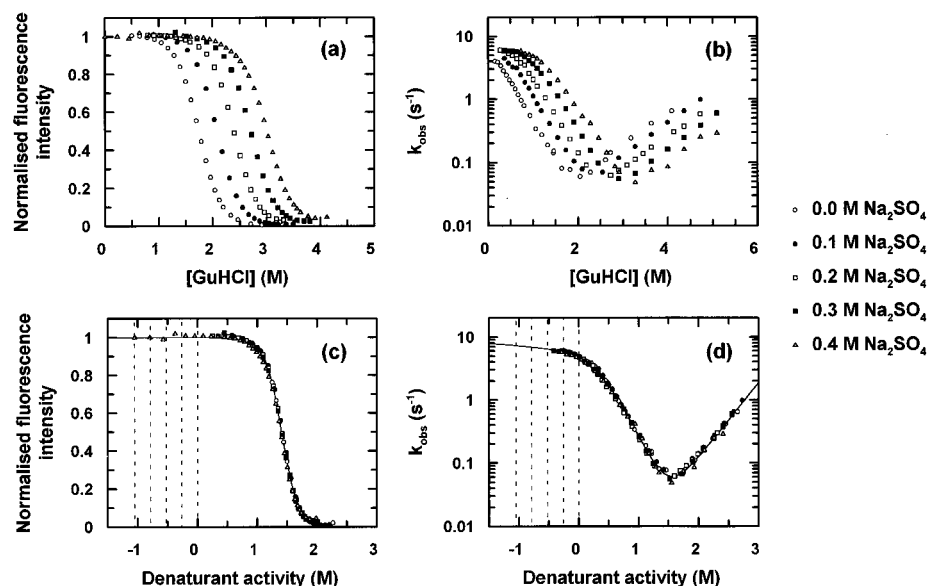 (a)
Normalised fluorescence
intensity
1
0.8
0.6
0.4
0.2
0
0 1 2 3 4 5
[GuHCl] (M)
(b)
k_obs (s⁻¹)
10
1
0.1
0.01
0 2 4 6
[GuHCl] (M)
0.0 M Na₂SO₄
0.1 M Na₂SO₄
0.2 M Na₂SO₄
0.3 M Na₂SO₄
0.4 M Na₂SO₄
(c)
Normalised fluorescence
intensity
1
0.8
0.6
0.4
0.2
0
-1 0 1 2 3
Denaturant activity (M)
(d)
k_obs (s⁻¹)
10
1
0.1
0.01
-1 0 1 2 3
Denaturant activity (M)